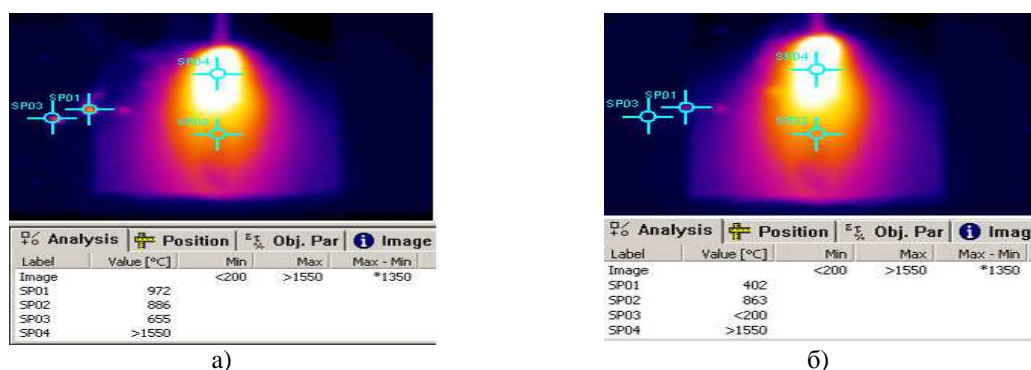 SP04
SP01
SP03
SP02
Analysis Position Obj. Par Image
Label Value [°C] Min Max Max - Min
Image <200 >1550 *1350
SP01 972
SP02 886
SP03 655
SP04 >1550
а)
SP04
SP01
SP03
SP02
Analysis Position Obj. Par Imag
Label Value [°C] Min Max Max - Min
Image <200 >1550 *1350
SP01 402
SP02 863
SP03 <200
SP04 >1550
б)